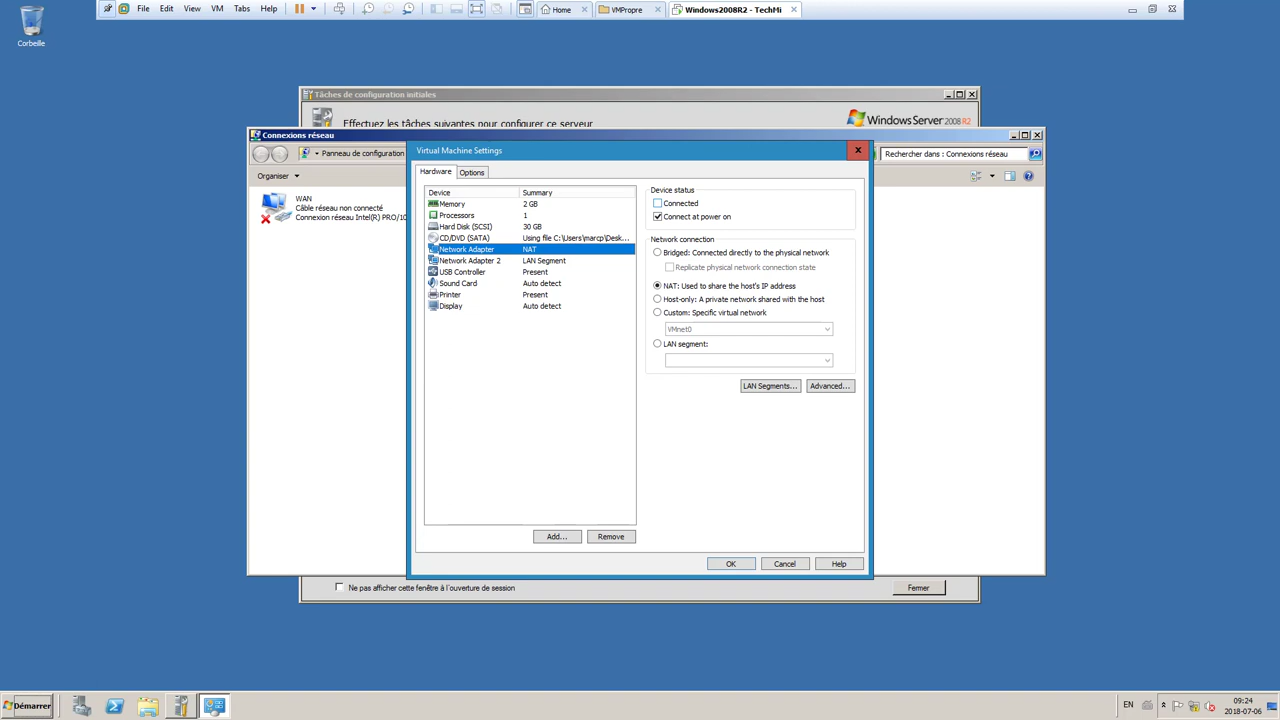 File Edit View VM Tabs Help Home VMPropre Windows2008R2 - TechMi
Corbeille
Tâches de configuration initiales
Effectuez les tâches suivantes pour configurer ce serveur
Windows Server 2008 R2
Connexions réseau
Panneau de configuration
Rechercher dans : Connexions réseau
Organiser
WAN
Câble réseau non connecté
Connexion réseau Intel(R) PRO/10
Virtual Machine Settings
Hardware Options
Device Summary
Memory 2 GB
Processors 1
Hard Disk (SCSI) 30 GB
CD/DVD (SATA) Using file C:\Users\marcp\Desk...
Network Adapter NAT
Network Adapter 2 LAN Segment
USB Controller Present
Sound Card Auto detect
Printer Present
Display Auto detect
Add... Remove
Device status
Connected
Connect at power on
Network connection
Bridged: Connected directly to the physical network
Replicate physical network connection state
NAT: Used to share the host's IP address
Host-only: A private network shared with the host
Custom: Specific virtual network
VMnet0
LAN segment:
LAN Segments... Advanced...
OK Cancel Help
Ne pas afficher cette fenêtre à l'ouverture de session
Fermer
Démarrer
EN
09:24
2018-07-06